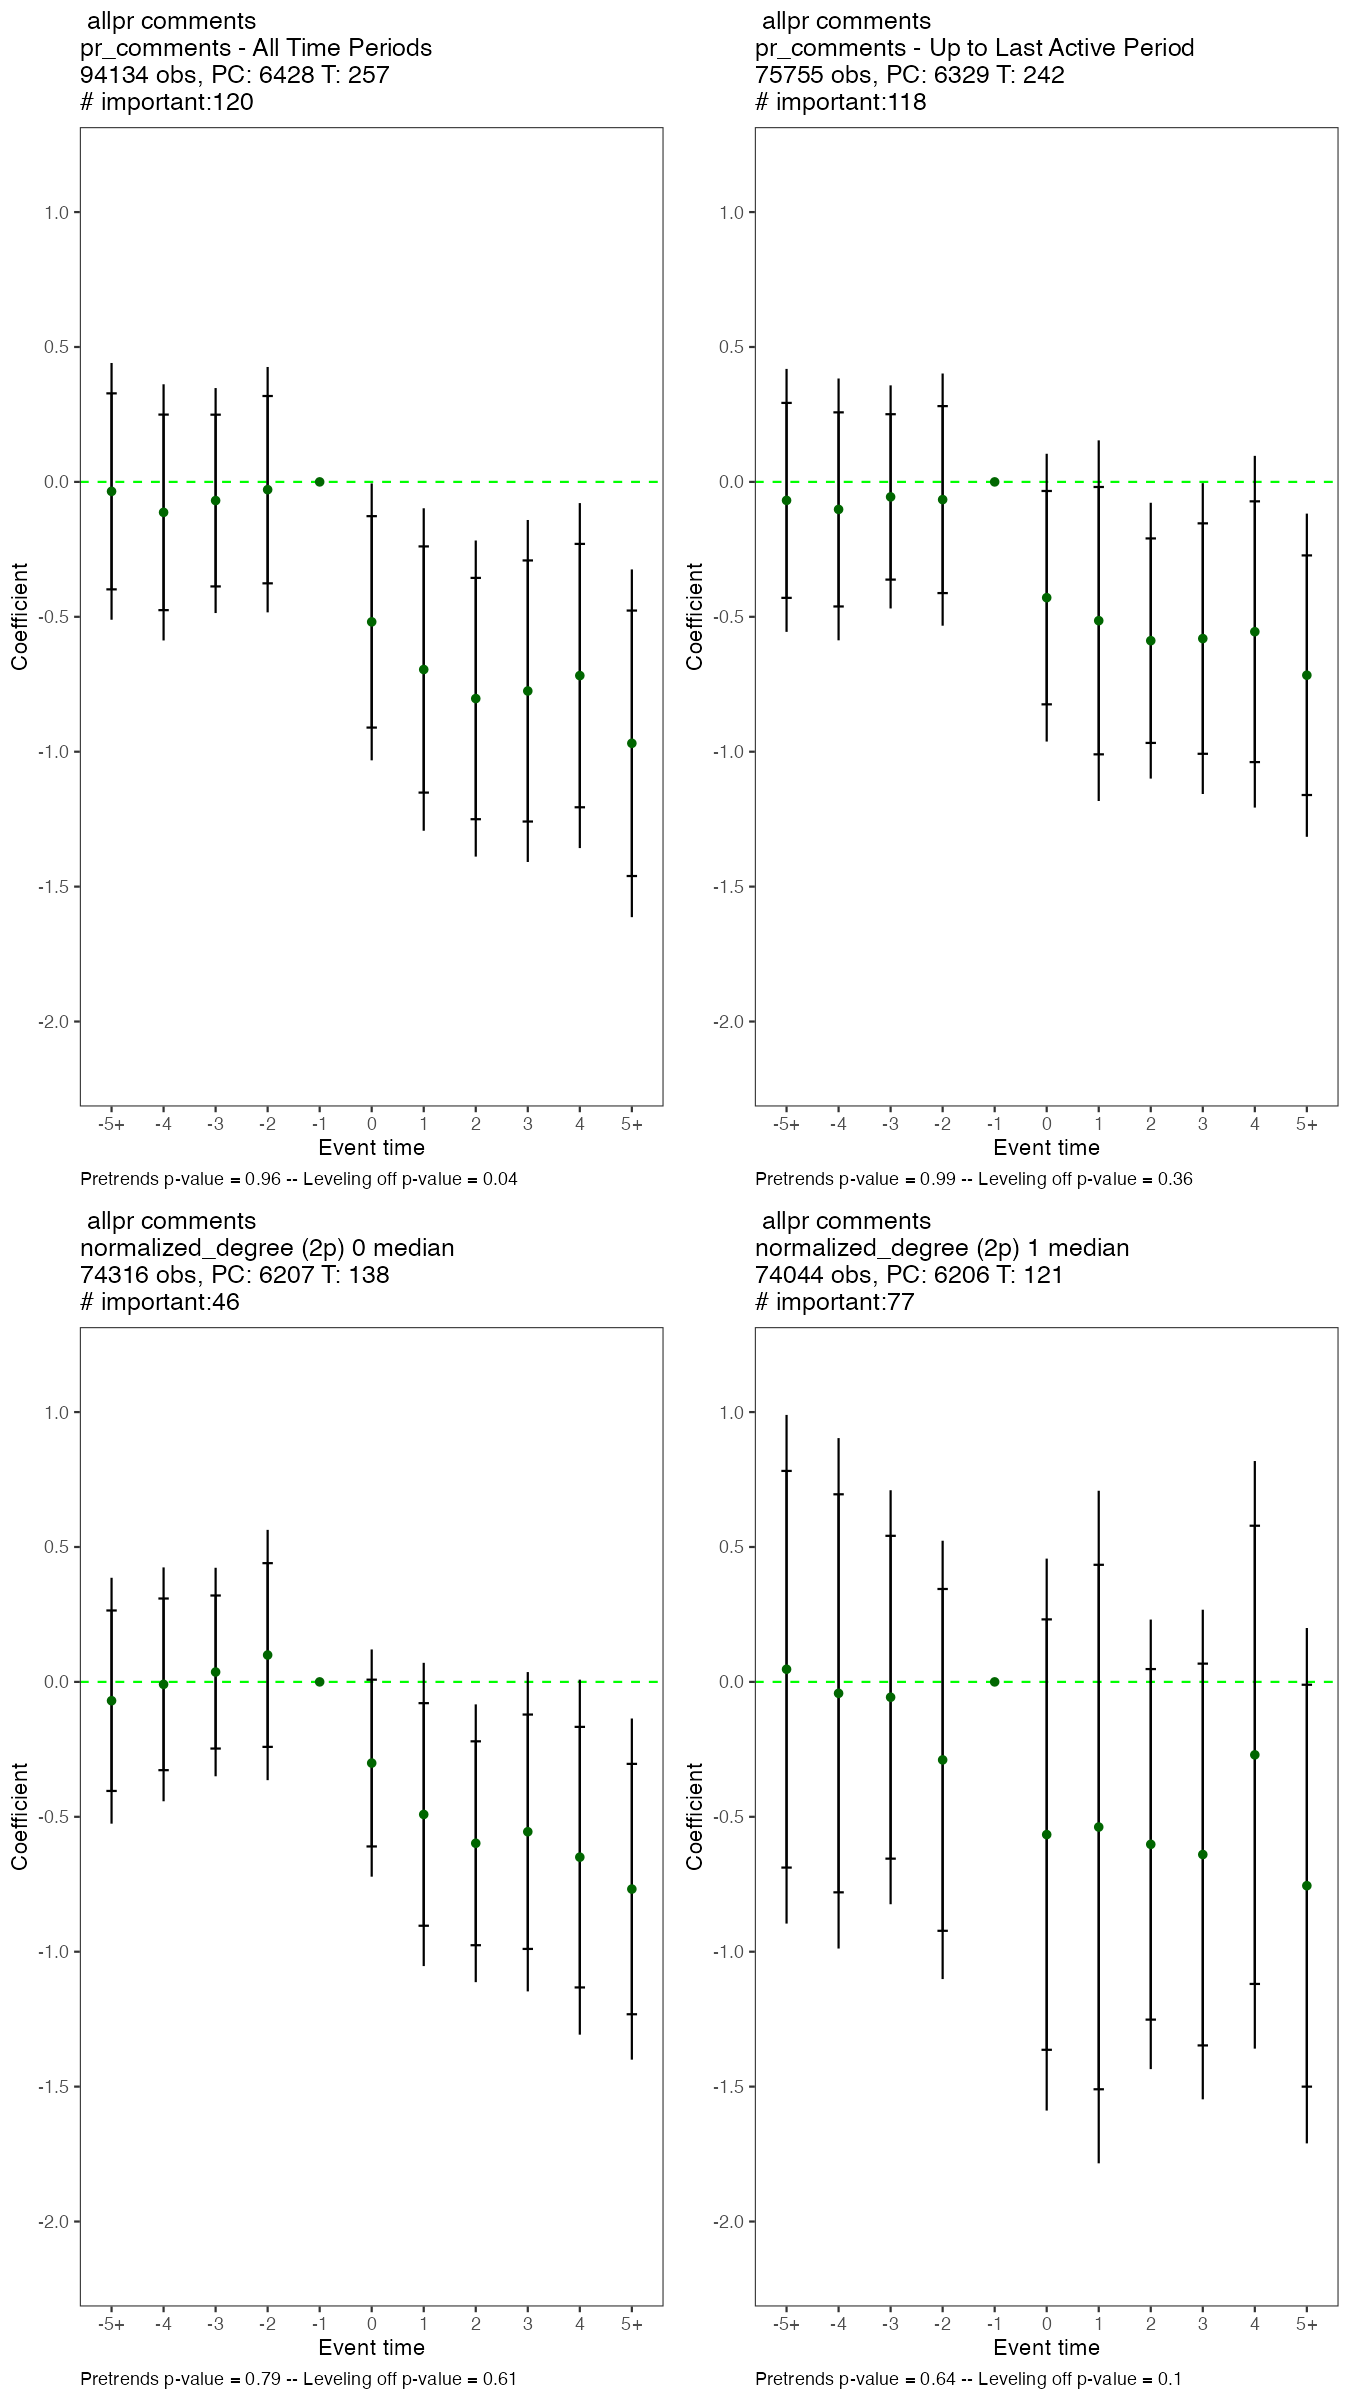 allpr comments
pr_comments - All Time Periods
94134 obs, PC: 6428 T: 257
# important:120
1.0
0.5
0.0
-0.5
-1.0
-1.5
-2.0
Coefficient
-5+ -4 -3 -2 -1 0 1 2 3 4 5+
Event time
Pretrends p-value = 0.96 -- Leveling off p-value = 0.04
allpr comments
pr_comments - Up to Last Active Period
75755 obs, PC: 6329 T: 242
# important:118
1.0
0.5
0.0
-0.5
-1.0
-1.5
-2.0
Coefficient
-5+ -4 -3 -2 -1 0 1 2 3 4 5+
Event time
Pretrends p-value = 0.99 -- Leveling off p-value = 0.36
allpr comments
normalized_degree (2p) 0 median
74316 obs, PC: 6207 T: 138
# important:46
1.0
0.5
0.0
-0.5
-1.0
-1.5
-2.0
Coefficient
-5+ -4 -3 -2 -1 0 1 2 3 4 5+
Event time
Pretrends p-value = 0.79 -- Leveling off p-value = 0.61
allpr comments
normalized_degree (2p) 1 median
74044 obs, PC: 6206 T: 121
# important:77
1.0
0.5
0.0
-0.5
-1.0
-1.5
-2.0
Coefficient
-5+ -4 -3 -2 -1 0 1 2 3 4 5+
Event time
Pretrends p-value = 0.64 -- Leveling off p-value = 0.1